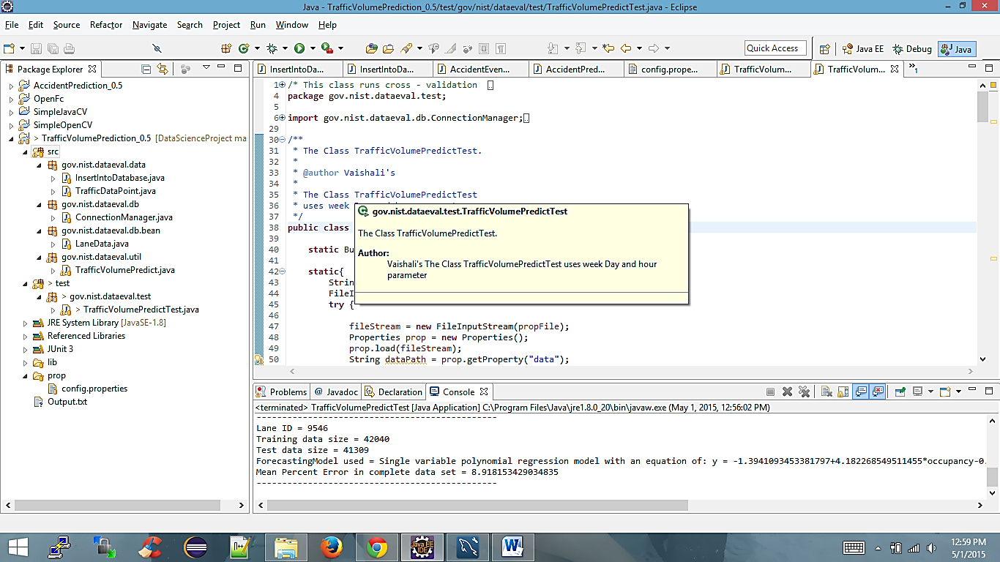 Java - TrafficVolumePrediction_0.5/test/gov/nist/dataeval/test/TrafficVolumePredictTest.java - Eclipse
File Edit Source Refactor Navigate Search Project Run Window Help
Quick Access Java EE Debug Java
Package Explorer
AccidentPrediction_0.5
OpenFc
SimpleJavaCV
SimpleOpenCV
> TrafficVolumePrediction_0.5 [DataScienceProject ma
src
gov.nist.dataeval.data
InsertIntoDatabase.java
TrafficDataPoint.java
gov.nist.dataeval.db
ConnectionManager.java
gov.nist.dataeval.db.bean
LaneData.java
gov.nist.dataeval.util
TrafficVolumePredict.java
> test
> gov.nist.dataeval.test
> TrafficVolumePredictTest.java
JRE System Library [JavaSE-1.8]
Referenced Libraries
JUnit 3
lib
prop
config.properties
Output.txt
InsertIntoDa... InsertIntoDa... AccidentEven... AccidentPred... config.prope... TrafficVolum... TrafficVolum... »1
1 /* This class runs cross - validation
4 package gov.nist.dataeval.test;
5
6 import gov.nist.dataeval.db.ConnectionManager;
29
30 /**
31 * The Class TrafficVolumePredictTest.
32 *
33 * @author Vaishali's
34 *
35 * The Class TrafficVolumePredictTest
36 * uses week
37 */
38 public class
39
40 static Bu
41
42 static{
43 Strin
44 FileI
45 try {
46
47 fileStream = new FileInputStream(propFile);
48 Properties prop = new Properties();
49 prop.load(fileStream);
50 String dataPath = prop.getProperty("data");
gov.nist.dataeval.test.TrafficVolumePredictTest
The Class TrafficVolumePredictTest.
Author:
Vaishali's The Class TrafficVolumePredictTest uses week Day and hour
parameter
Problems @ Javadoc Declaration Console
<terminated> TrafficVolumePredictTest [Java Application] C:\Program Files\Java\jre1.8.0_20\bin\javaw.exe (May 1, 2015, 12:56:02 PM)
-----------------------------------------------
Lane ID = 9546
Training data size = 42040
Test data size = 41309
ForecastingModel used = Single variable polynomial regression model with an equation of: y = -1.3941093453381797+4.182268549511455*occupancy-0.
Mean Percent Error in complete data set = 8.918153429034835
-----------------------------------------------
12:59 PM
5/1/2015